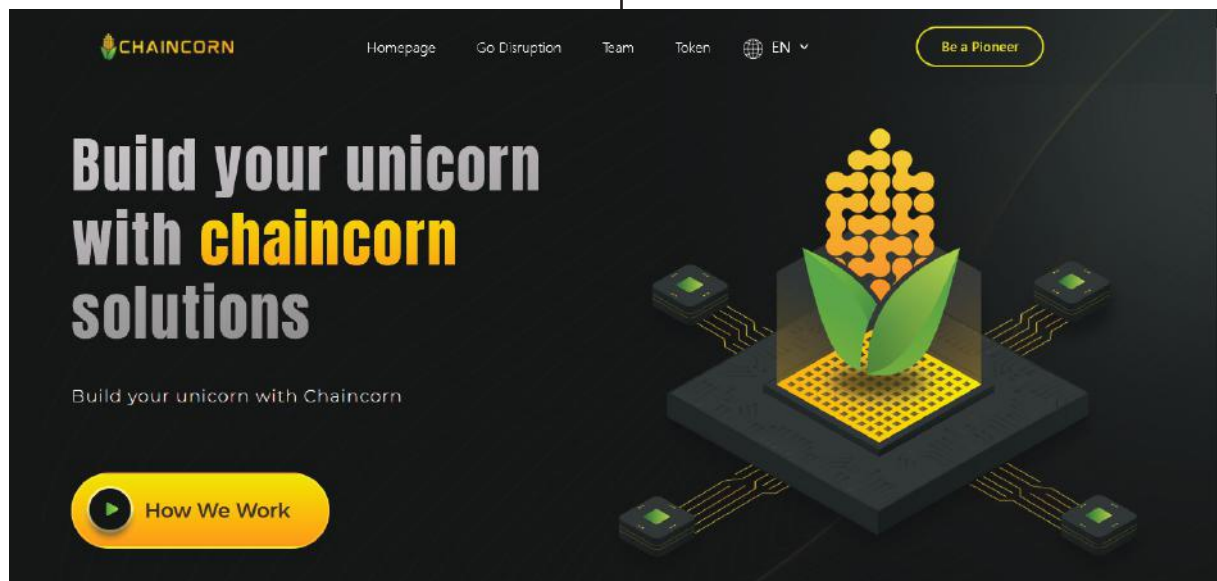 CHAINCORN
Homepage Go Disruption Team Token EN Be a Pioneer
Build your unicorn
with chaincorn
solutions
Build your unicorn with Chaincorn
How We Work